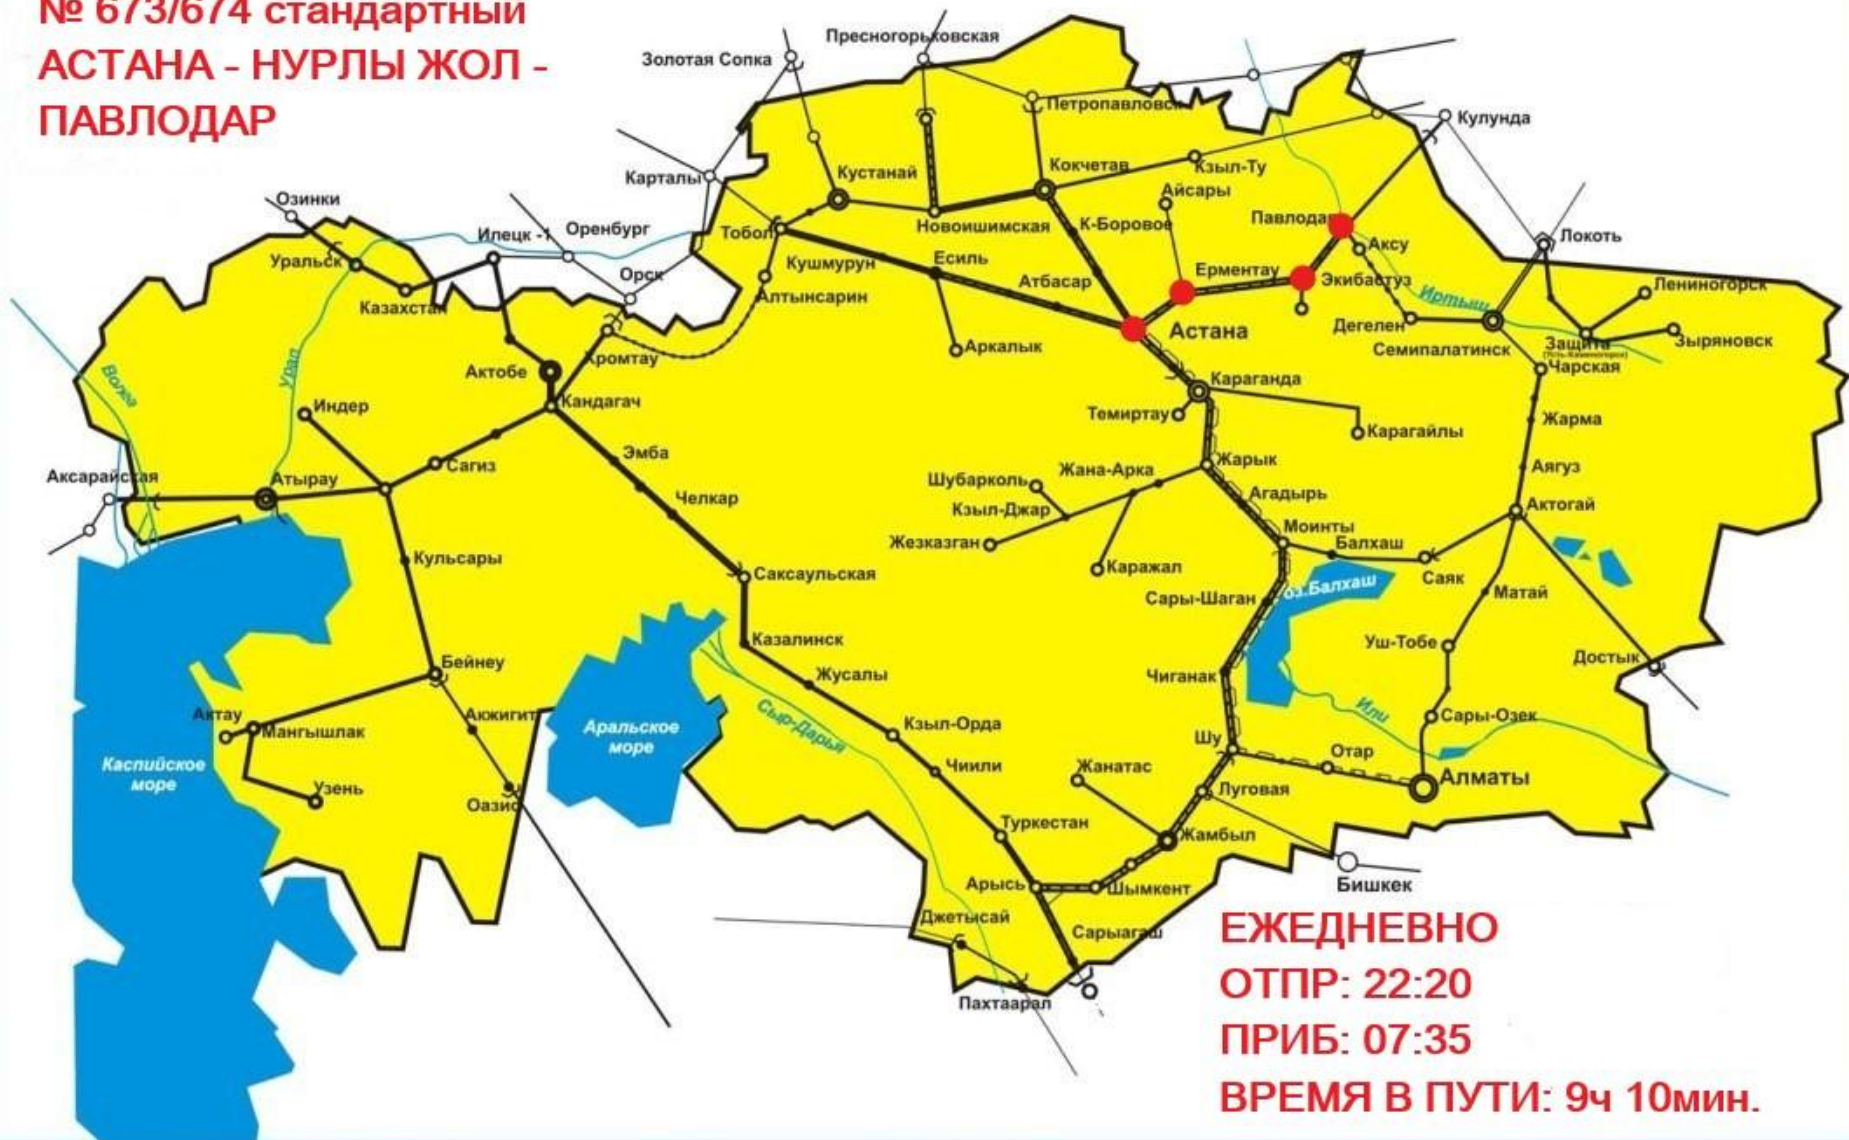 № 673/674 стандартный
АСТАНА - НУРЛЫ ЖОЛ -
ПАВЛОДАР
Золотая Сопка
Пресногорьковская
Петропавловск
Кулунда
Карталы
Кустанай
Кокчетав
Кзыл-Ту
Айсары
Озинки
Илецк -1
Оренбург
Тобол
Новоишимская
К-Боровое
Павлодар
Аксу
Локоть
Уральск
Орск
Кушмурун
Есиль
Атбасар
Ерментау
Экибастуз
Иртыш
Лениногорск
Казахстан
Алтынсарин
Астана
Дегелен
Семипалатинск
Защита
(Усть-Каменогорск)
Зыряновск
Чарская
Волга
Урал
Хромтау
Аркалык
Актобе
Караганда
Кандагач
Индер
Темиртау
Карагайлы
Жарма
Эмба
Сагиз
Жарык
Аягуз
Аксарайская
Атырау
Челкар
Шубарколь
Жана-Арка
Агадырь
Актогай
Кзыл-Джар
Моинты
Балхаш
Жезказган
Каражал
Кульсары
Саксаульская
Саяк
оз.Балхаш
Сары-Шаган
Матай
Казалинск
Уш-Тобе
Достык
Бейнеу
Жусалы
Чиганак
Актау
Мангышлак
Акжигит
Аральское
море
Сыр-Дарья
Кзыл-Орда
Или
Сары-Озек
Шу
Отар
Каспийское
море
Узень
Оазис
Чиили
Жанатас
Луговая
Алматы
Туркестан
Жамбыл
Арысь
Шымкент
Бишкек
Джетысай
Сарыагаш
Пахтаарал
ЕЖЕДНЕВНО
ОТПР: 22:20
ПРИБ: 07:35
ВРЕМЯ В ПУТИ: 9ч 10мин.